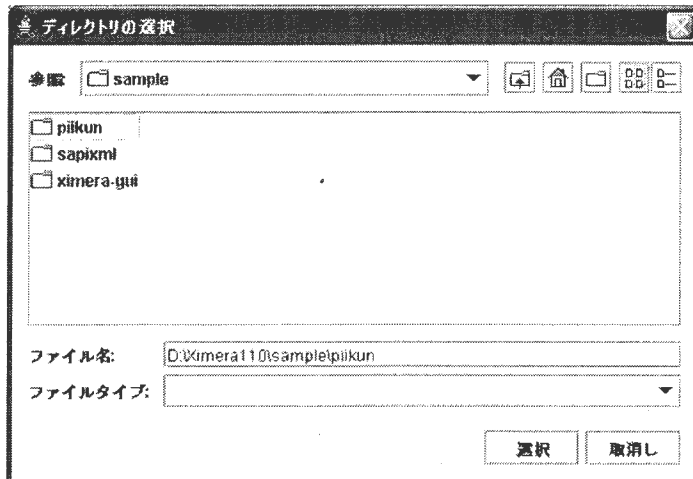 ディレクトリの選択
参照 sample
piikun
sapixml
ximera-gui
ファイル名: D:\Ximera110\sample\piikun
ファイルタイプ:
選択 取消し